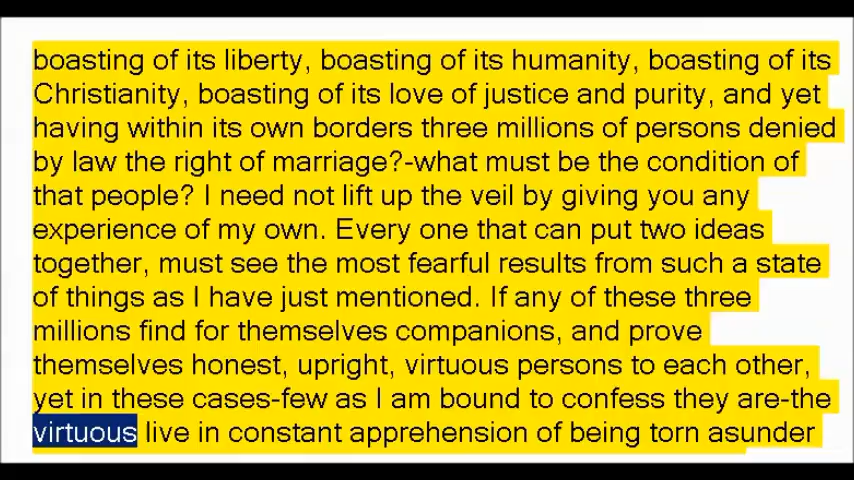 boasting of its liberty, boasting of its humanity, boasting of its
Christianity, boasting of its love of justice and purity, and yet
having within its own borders three millions of persons denied
by law the right of marriage?-what must be the condition of
that people? I need not lift up the veil by giving you any
experience of my own. Every one that can put two ideas
together, must see the most fearful results from such a state
of things as I have just mentioned. If any of these three
millions find for themselves companions, and prove
themselves honest, upright, virtuous persons to each other,
yet in these cases-few as I am bound to confess they are-the
virtuous live in constant apprehension of being torn asunder